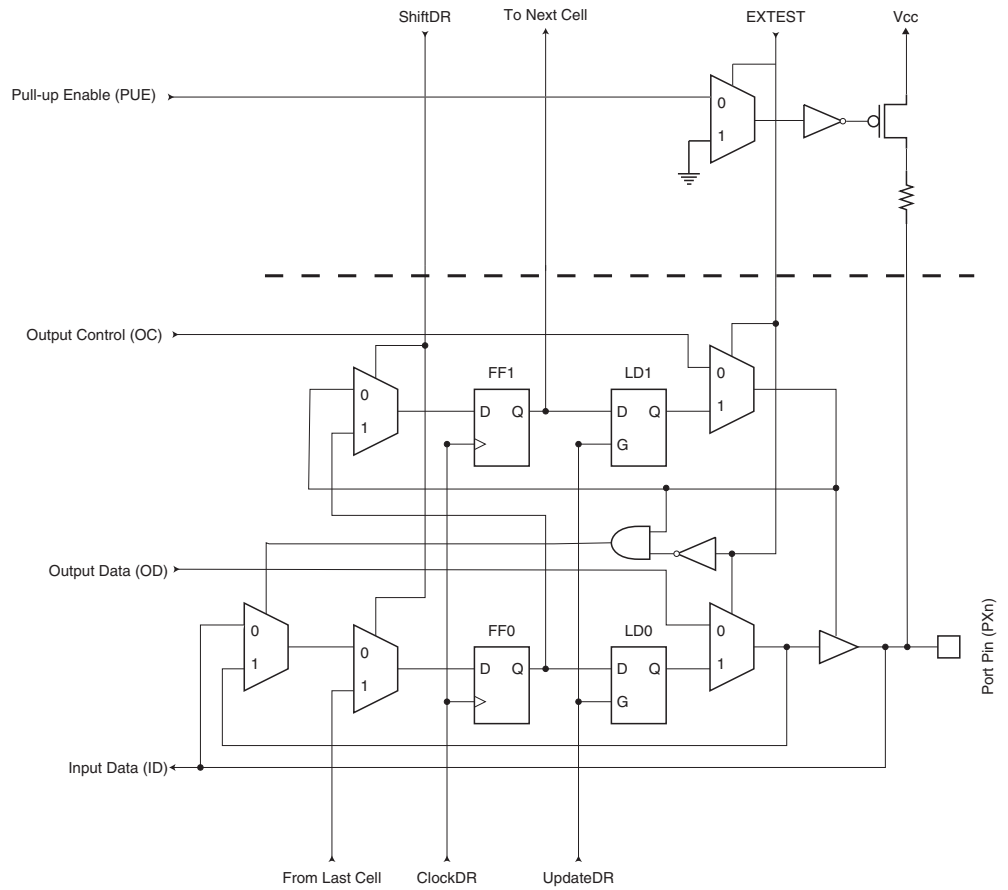 ShiftDR
To Next Cell
EXTEST
Vcc
Pull-up Enable (PUE)
0
1
Output Control (OC)
FF1
LD1
0
1
D Q
D Q
G
0
1
Output Data (OD)
FF0
LD0
0
1
0
1
D Q
D Q
G
0
1
Port Pin (PXn)
Input Data (ID)
From Last Cell
ClockDR
UpdateDR